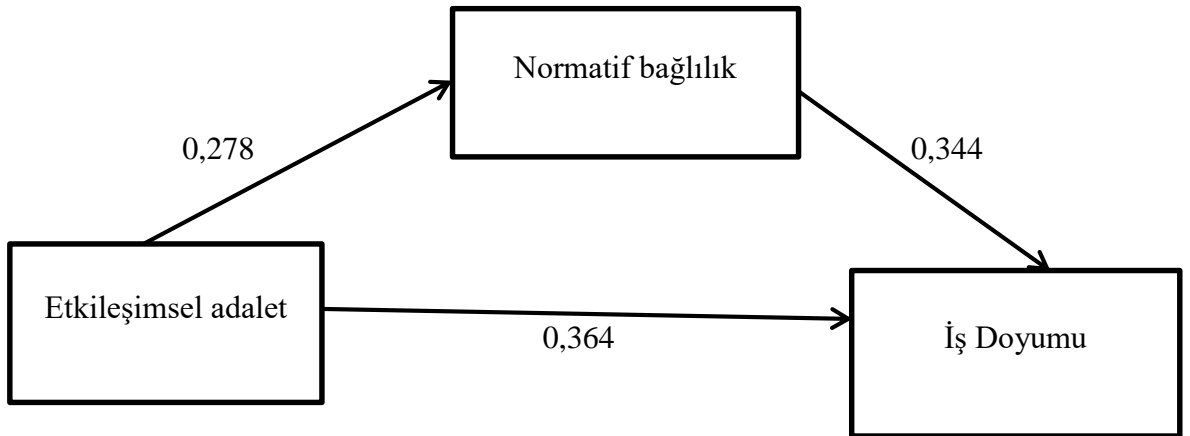 Normatif bağlılık
0,278
0,344
Etkileşimsel adalet
0,364
İş Doyumu